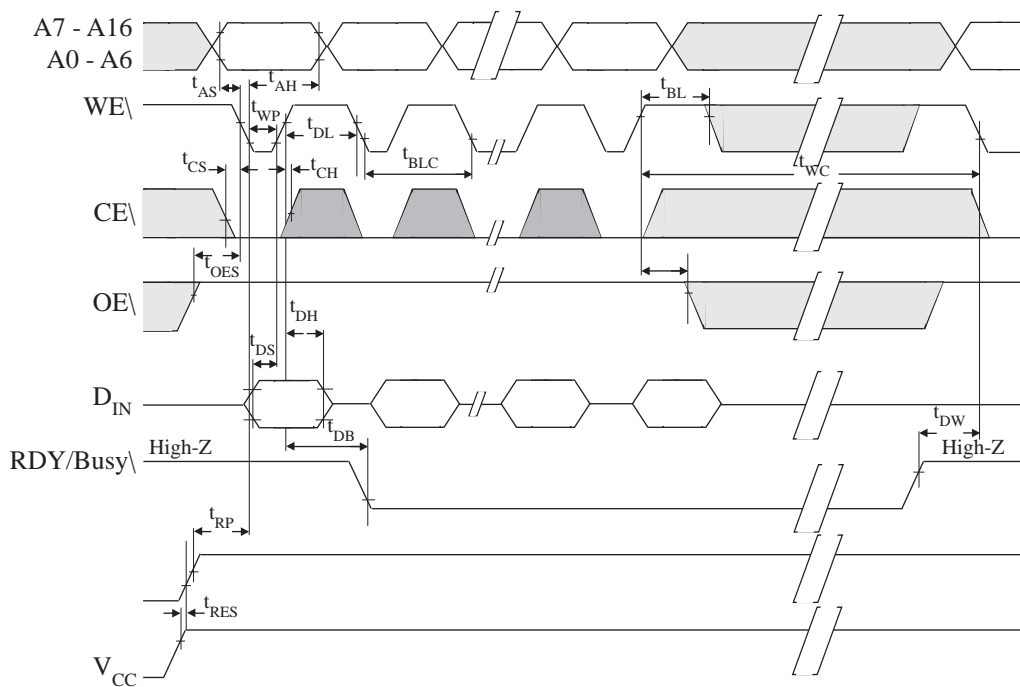 A7 - A16
A0 - A6
tAS
tAH
WE\
tWP
tDL
tBL
tBLC
tCS
tCH
tWC
CE\
tOES
OE\
tDH
tDS
DIN
tDB
tDW
High-Z
High-Z
RDY/Busy\
tRP
tRES
VCC